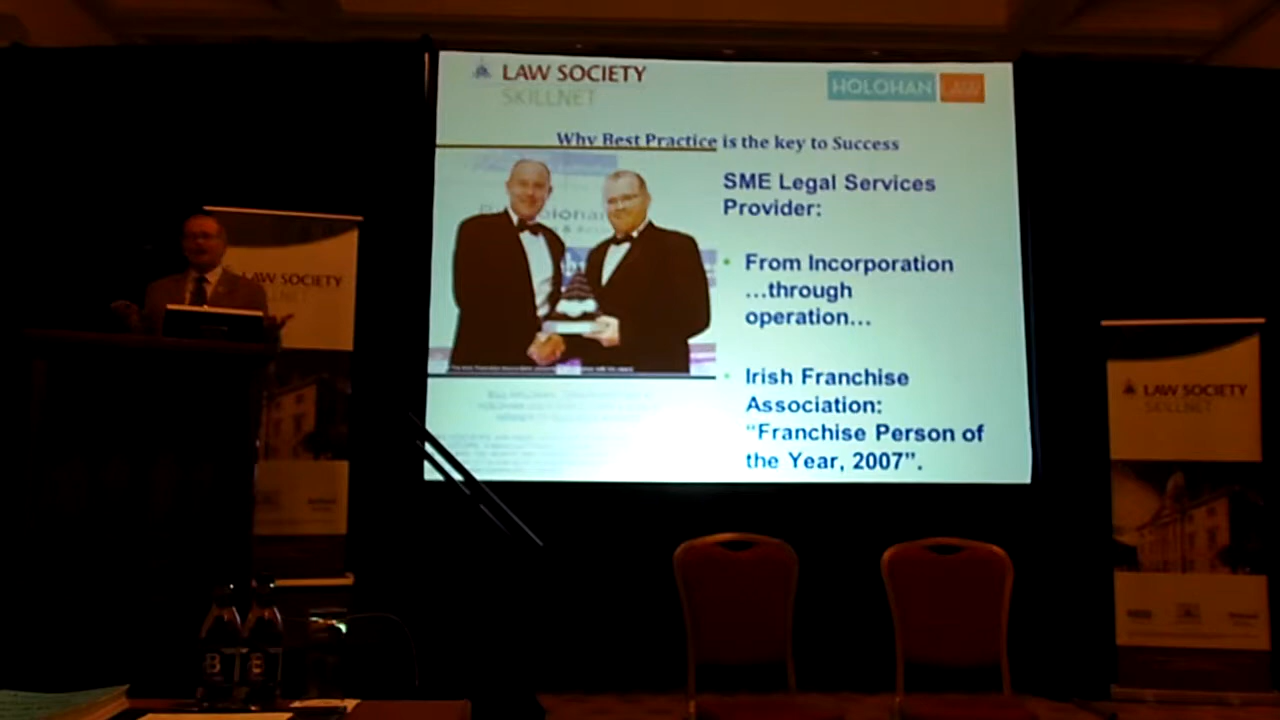 LAW SOCIETY
SKILLNET
HOLOHAN LAW
Why Best Practice is the key to Success
SME Legal Services
Provider:
From Incorporation
…through
operation…
Irish Franchise
Association:
“Franchise Person of
the Year, 2007”.
LAW SOCIETY
SKILLNET
LAW SOCIETY
SKILLNET